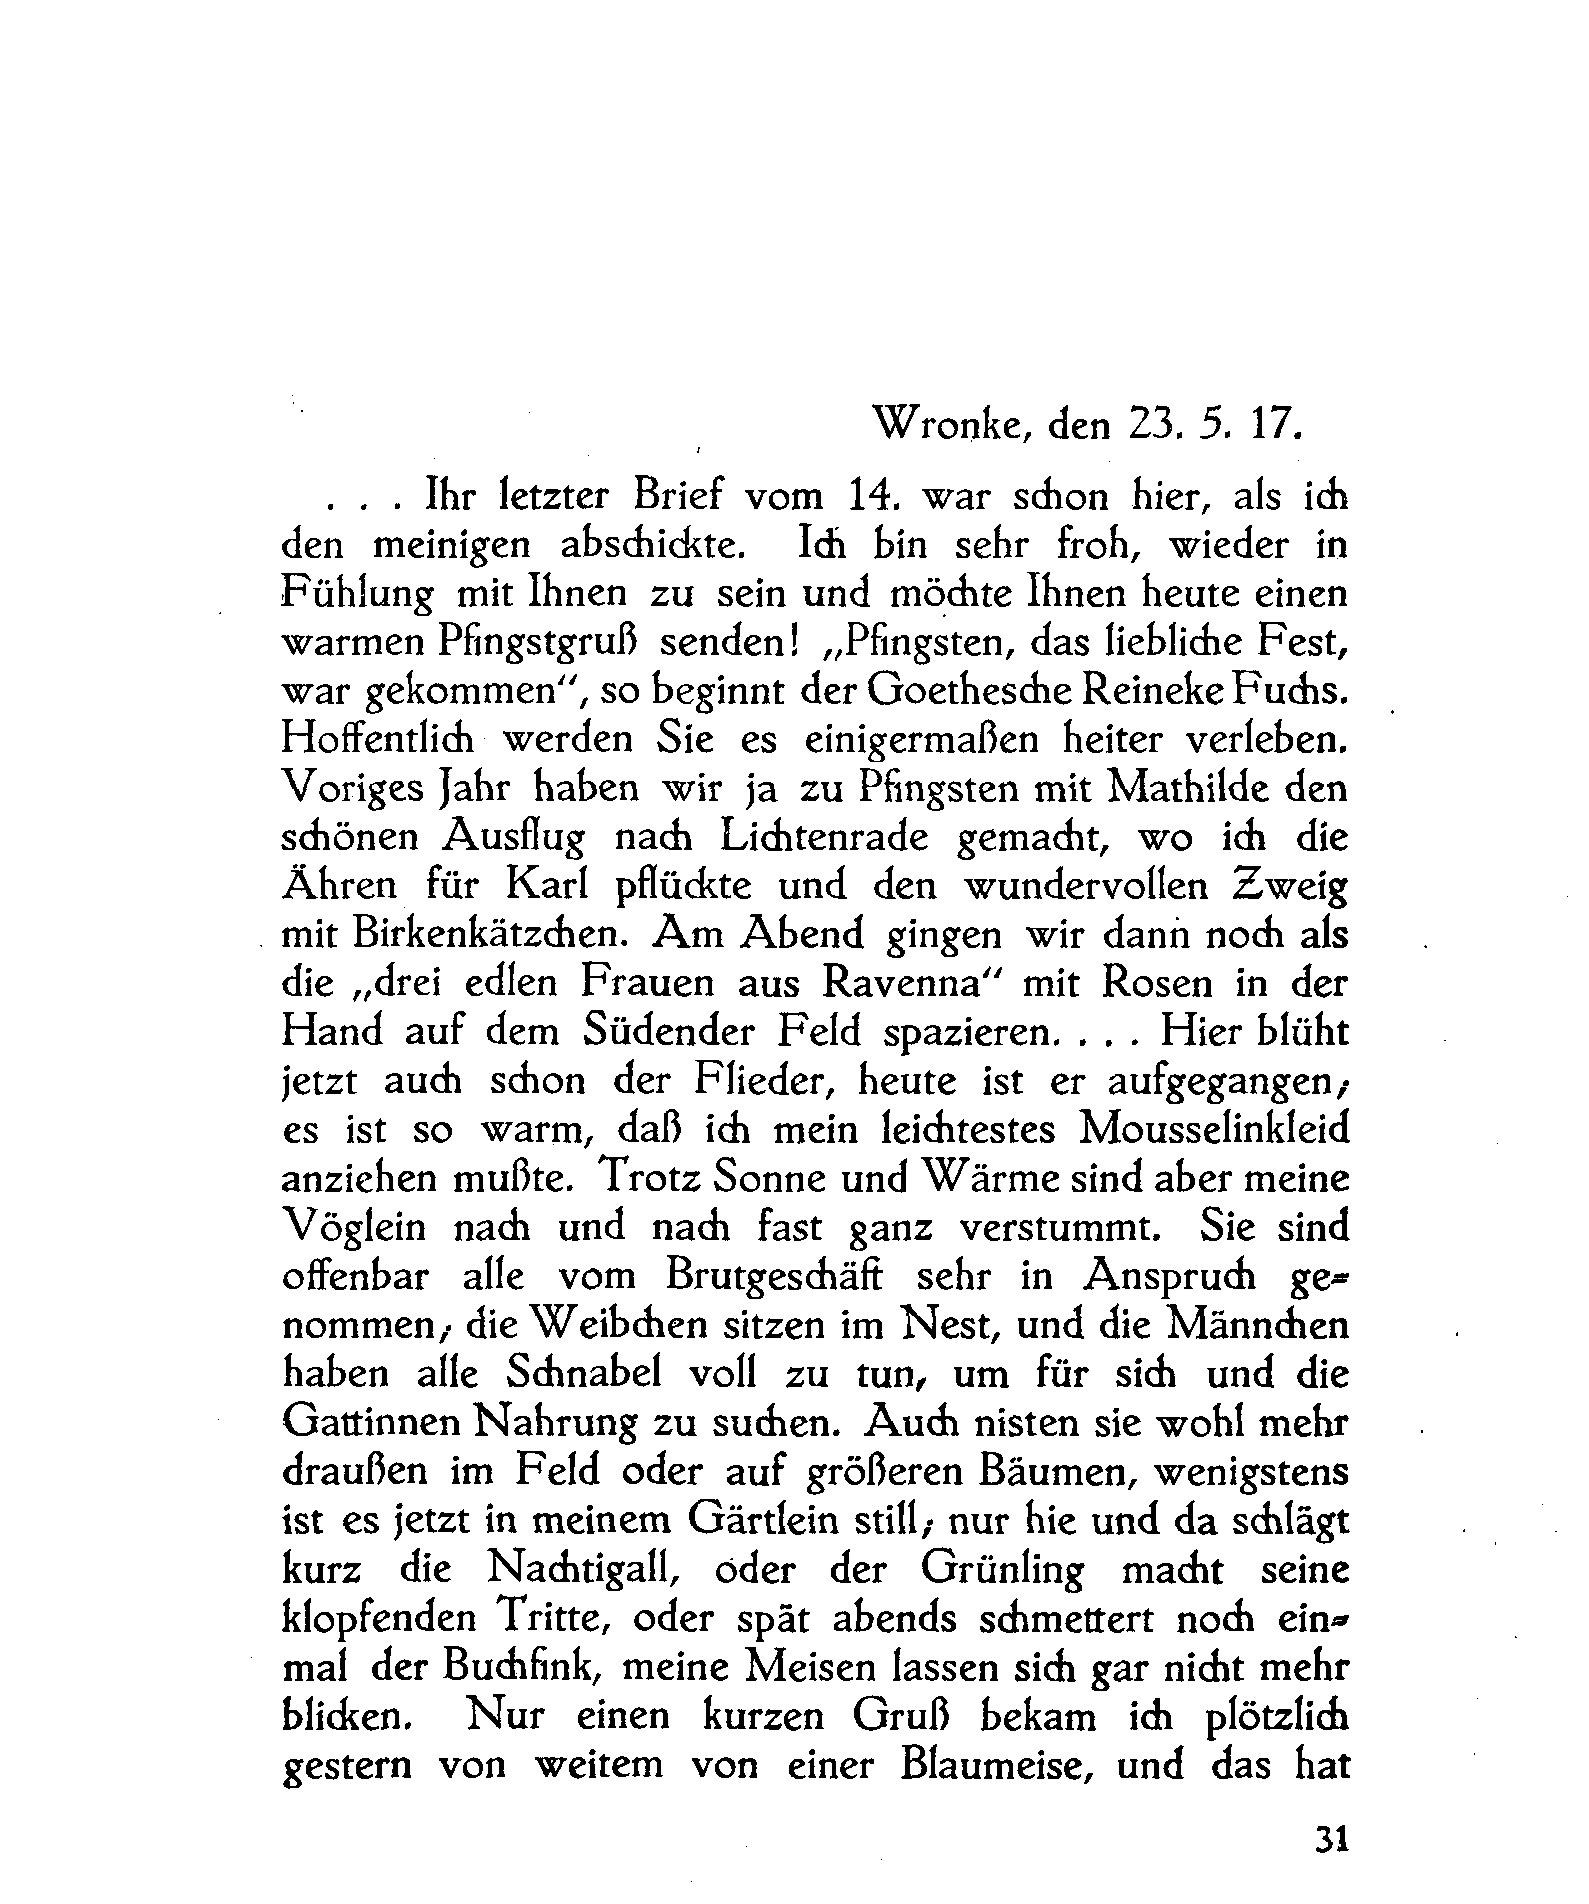 Wronke, den 23. 5. 17.
. . . Ihr letzter Brief vom 14. war schon hier, als ich
den meinigen abschickte. Ich bin sehr froh, wieder in
Fühlung mit Ihnen zu sein und möchte Ihnen heute einen
warmen Pfingstgruß senden! „Pfingsten, das liebliche Fest,
war gekommen“, so beginnt der Goethesche Reineke Fuchs.
Hoffentlich werden Sie es einigermaßen heiter verleben.
Voriges Jahr haben wir ja zu Pfingsten mit Mathilde den
schönen Ausflug nach Lichtenrade gemacht, wo ich die
Ähren für Karl pflückte und den wundervollen Zweig
mit Birkenkätzchen. Am Abend gingen wir dann noch als
die „drei edlen Frauen aus Ravenna“ mit Rosen in der
Hand auf dem Südender Feld spazieren. . . . Hier blüht
jetzt auch schon der Flieder, heute ist er aufgegangen;
es ist so warm, daß ich mein leichtestes Mousselinkleid
anziehen mußte. Trotz Sonne und Wärme sind aber meine
Vöglein nach und nach fast ganz verstummt. Sie sind
offenbar alle vom Brutgeschäft sehr in Anspruch ge-
nommen; die Weibchen sitzen im Nest, und die Männchen
haben alle Schnabel voll zu tun, um für sich und die
Gattinnen Nahrung zu suchen. Auch nisten sie wohl mehr
draußen im Feld oder auf größeren Bäumen, wenigstens
ist es jetzt in meinem Gärtlein still; nur hie und da schlägt
kurz die Nachtigall, oder der Grünling macht seine
klopfenden Tritte, oder spät abends schmettert noch ein-
mal der Buchfink, meine Meisen lassen sich gar nicht mehr
blicken. Nur einen kurzen Gruß bekam ich plötzlich
gestern von weitem von einer Blaumeise, und das hat
31